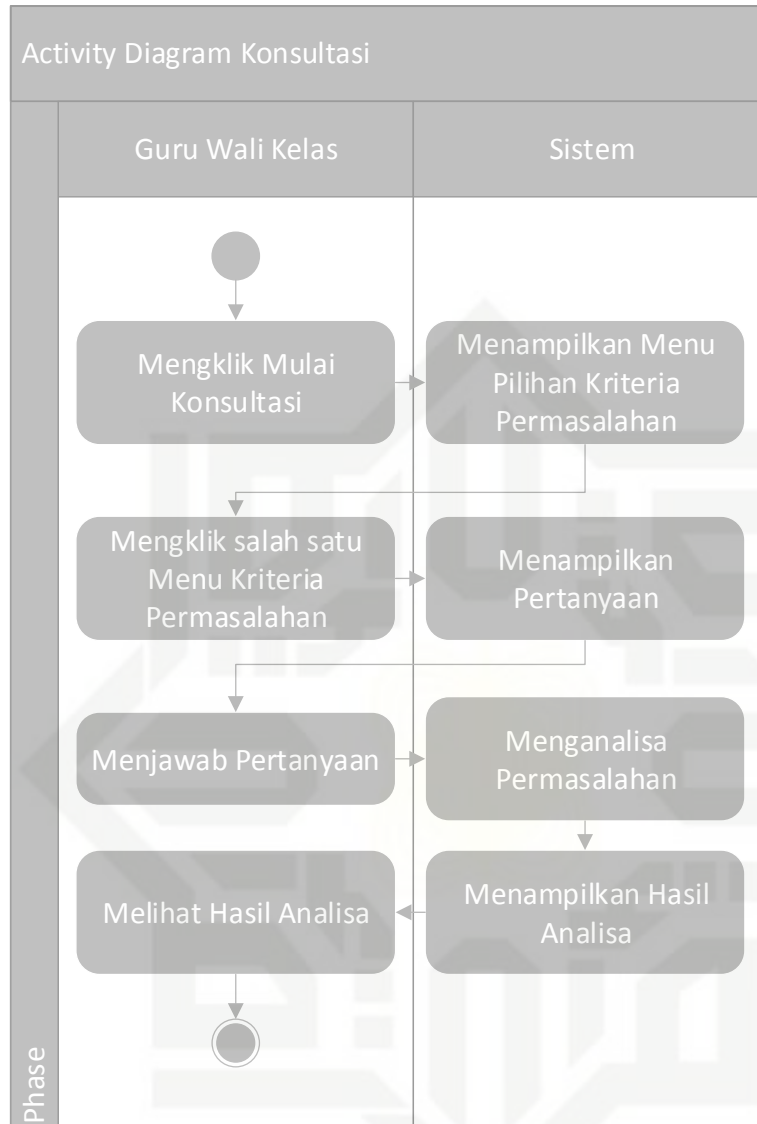 Activity Diagram Konsultasi
Guru Wali Kelas
Sistem
Mengklik Mulai
Konsultasi
Menampilkan Menu
Pilihan Kriteria
Permasalahan
Mengklik salah satu
Menu Kriteria
Permasalahan
Menampilkan
Pertanyaan
Menjawab Pertanyaan
Menganalisa
Permasalahan
Melihat Hasil Analisa
Menampilkan Hasil
Analisa
Phase